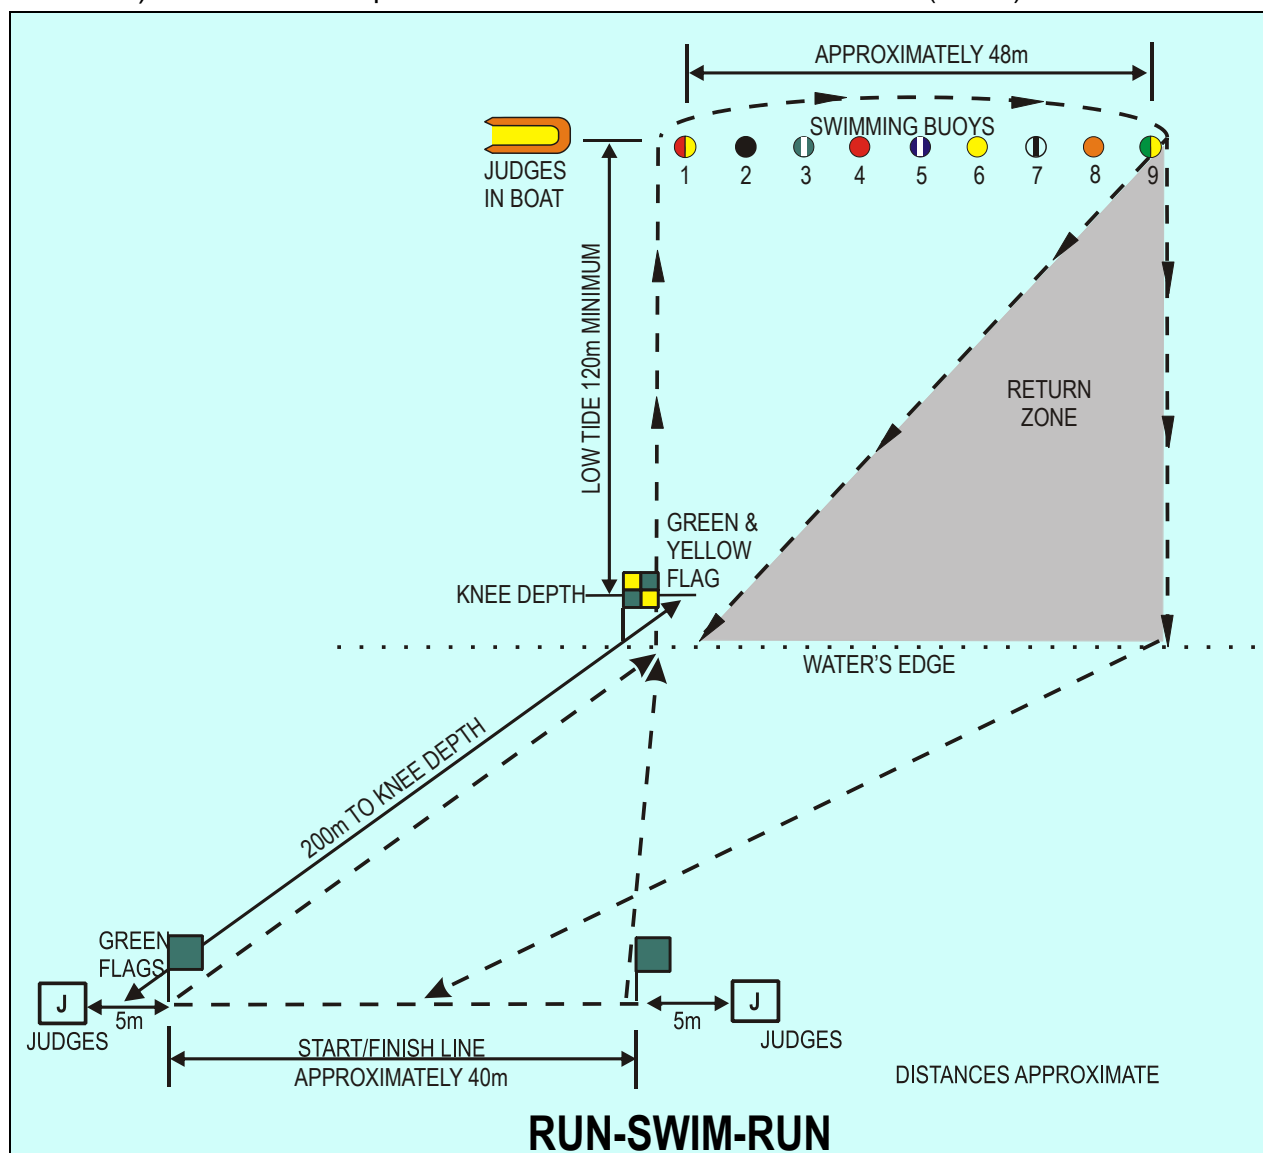 APPROXIMATELY 48m
SWIMMING BUOYS
1 2 3 4 5 6 7 8 9
JUDGES
IN BOAT
LOW TIDE 120m MINIMUM
RETURN
ZONE
GREEN &
YELLOW
FLAG
KNEE DEPTH
WATER'S EDGE
200m TO KNEE DEPTH
GREEN
FLAGS
J
5m
JUDGES
J
5m
JUDGES
START/FINISH LINE
APPROXIMATELY 40m
DISTANCES APPROXIMATE
RUN-SWIM-RUN